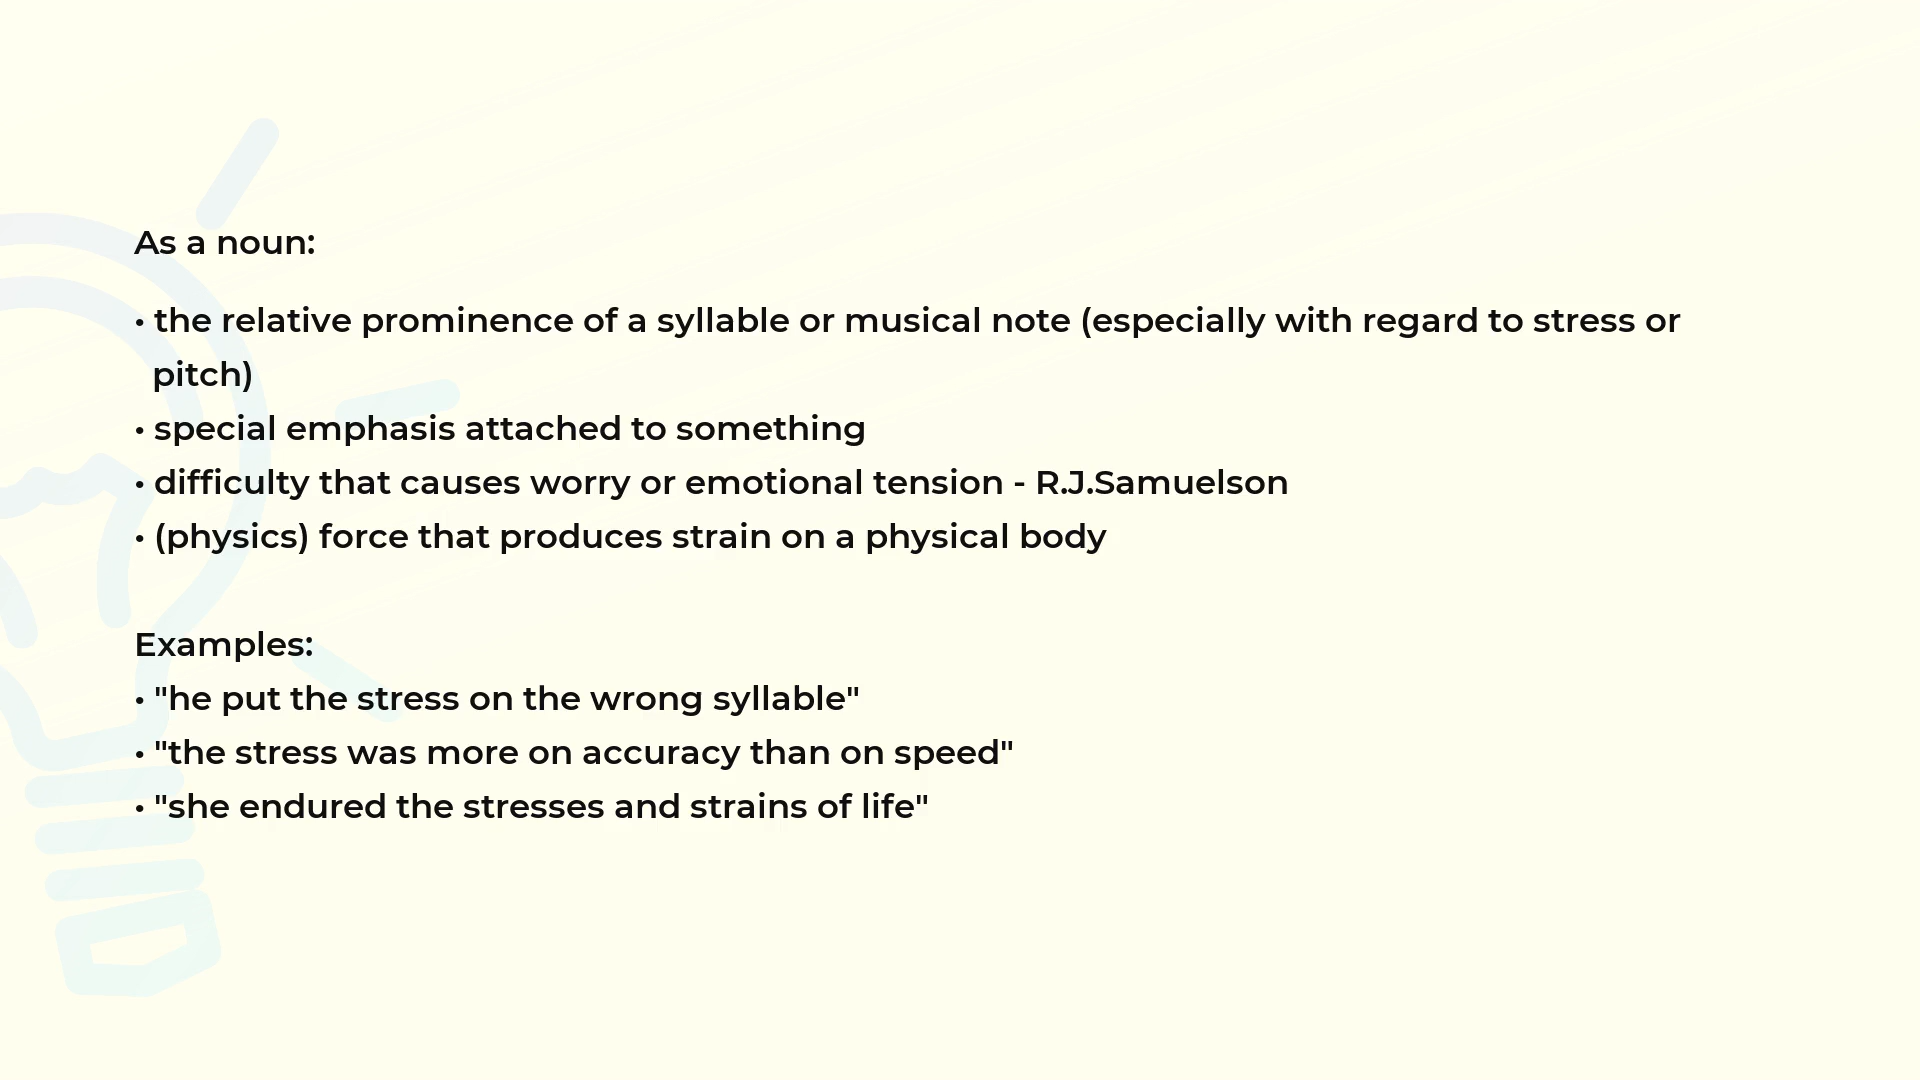 As a noun:
• the relative prominence of a syllable or musical note (especially with regard to stress or
pitch)
• special emphasis attached to something
• difficulty that causes worry or emotional tension - R.J.Samuelson
• (physics) force that produces strain on a physical body
Examples:
• "he put the stress on the wrong syllable"
• "the stress was more on accuracy than on speed"
• "she endured the stresses and strains of life"